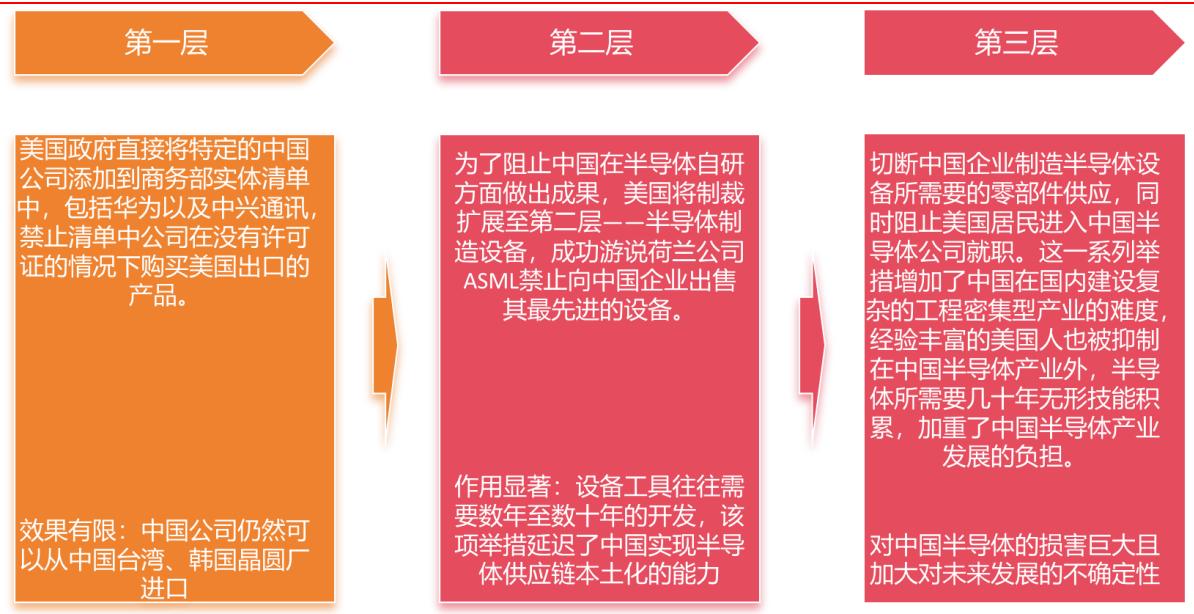 第一层
美国政府直接将特定的中国
公司添加到商务部实体清单
中，包括华为以及中兴通讯，
禁止清单中公司在没有许可
证的情况下购买美国出口的
产品。
效果有限：中国公司仍然可
以从中国台湾、韩国晶圆厂
进口
第二层
为了阻止中国在半导体自研
方面做出成果，美国将制裁
扩展至第二层——半导体制
造设备，成功游说荷兰公司
ASML禁止向中国企业出售
其最先进的设备。
作用显著：设备工具往往需
要数年至数十年的开发，该
项举措延迟了中国实现半导
体供应链本土化的能力
第三层
切断中国企业制造半导体设
备所需要的零部件供应，同
时阻止美国居民进入中国半
导体公司就职。这一系列举
措增加了中国在国内建设复
杂的工程密集型产业的难度，
经验丰富的美国人也被抑制
在中国半导体产业外，半导
体所需要几十年无形技能积
累，加重了中国半导体产业
发展的负担。
对中国半导体的损害巨大且
加大对未来发展的不确定性